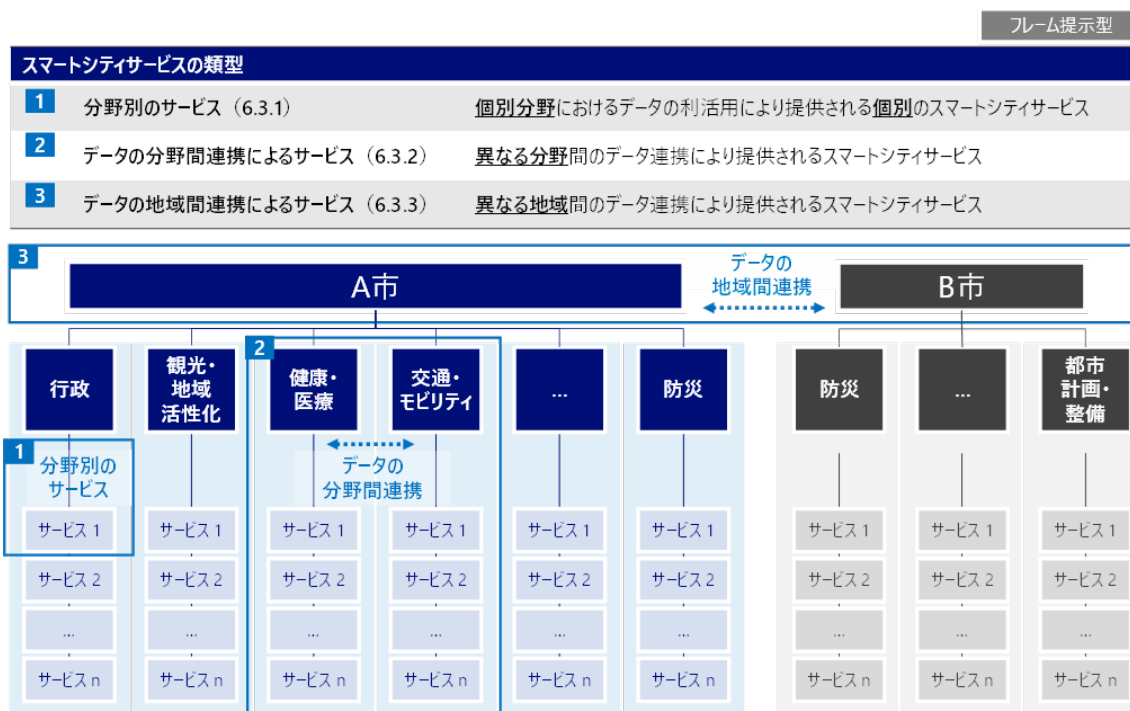 フレーム提示型
スマートシティサービスの類型
1 分野別のサービス（6.3.1） 個別分野におけるデータの利活用により提供される個別のスマートシティサービス
2 データの分野間連携によるサービス（6.3.2） 異なる分野間のデータ連携により提供されるスマートシティサービス
3 データの地域間連携によるサービス（6.3.3） 異なる地域間のデータ連携により提供されるスマートシティサービス
3
A市
データの
地域間連携
B市
行政
観光・
地域
活性化
2
健康・
医療
交通・
モビリティ
...
防災
防災
...
都市
計画・
整備
1
分野別の
サービス
データの
分野間連携
サービス 1 サービス 1 サービス 1 サービス 1 サービス 1 サービス 1 サービス 1 サービス 1 サービス 1
サービス 2 サービス 2 サービス 2 サービス 2 サービス 2 サービス 2 サービス 2 サービス 2 サービス 2
... ... ... ... ... ... ... ... ...
サービス n サービス n サービス n サービス n サービス n サービス n サービス n サービス n サービス n